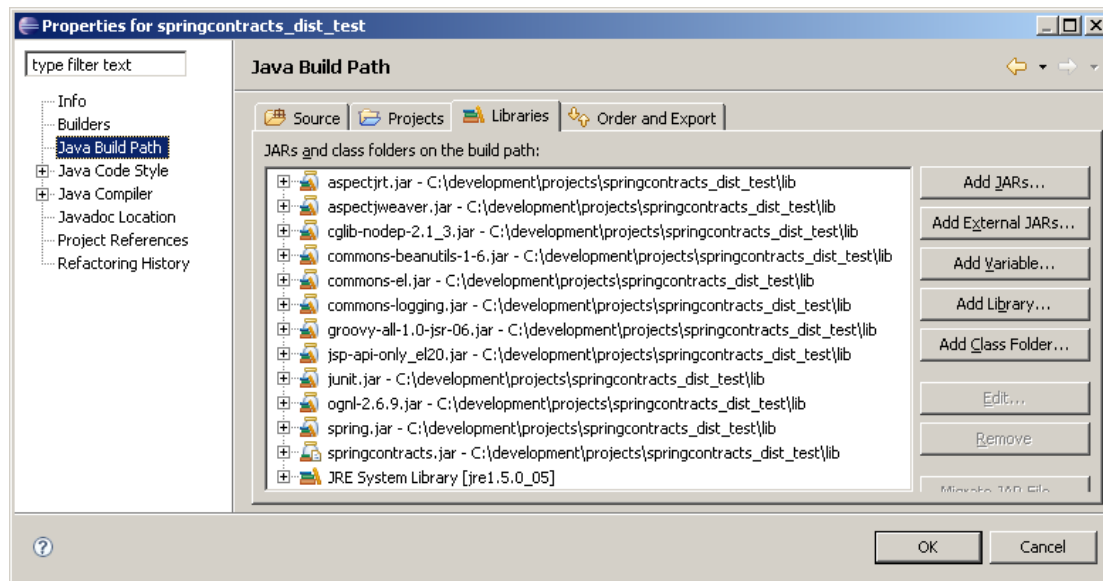 Properties for springcontracts_dist_test
type filter text
Java Build Path
Info
Builders
Java Build Path
Java Code Style
Java Compiler
Javadoc Location
Project References
Refactoring History
Source
Projects
Libraries
Order and Export
JARs and class folders on the build path:
aspectjrt.jar - C:\development\projects\springcontracts_dist_test\lib
aspectjweaver.jar - C:\development\projects\springcontracts_dist_test\lib
cglib-nodep-2.1_3.jar - C:\development\projects\springcontracts_dist_test\lib
commons-beanutils-1-6.jar - C:\development\projects\springcontracts_dist_test\lib
commons-el.jar - C:\development\projects\springcontracts_dist_test\lib
commons-logging.jar - C:\development\projects\springcontracts_dist_test\lib
groovy-all-1.0-jsr-06.jar - C:\development\projects\springcontracts_dist_test\lib
jsp-api-only_el20.jar - C:\development\projects\springcontracts_dist_test\lib
junit.jar - C:\development\projects\springcontracts_dist_test\lib
ognl-2.6.9.jar - C:\development\projects\springcontracts_dist_test\lib
spring.jar - C:\development\projects\springcontracts_dist_test\lib
springcontracts.jar - C:\development\projects\springcontracts_dist_test\lib
JRE System Library [jre1.5.0_05]
Add JARs...
Add External JARs...
Add Variable...
Add Library...
Add Class Folder...
Edit...
Remove
Migrate JAR File...
OK
Cancel